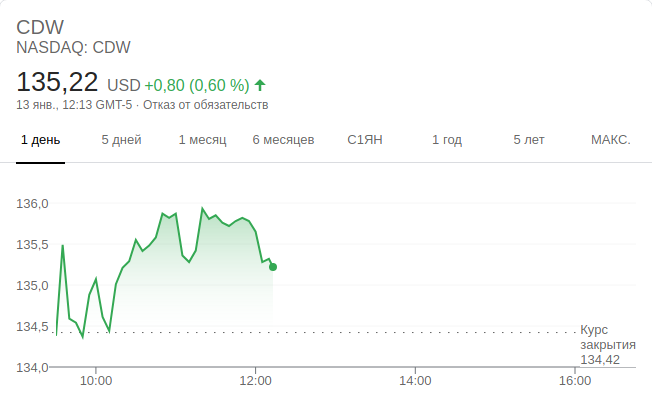 CDW
NASDAQ: CDW
135,22 USD +0,80 (0,60 %)
13 янв., 12:13 GMT-5 · Отказ от обязательств
1 день 5 дней 1 месяц 6 месяцев С1ЯН 1 год 5 лет МАКС.
136,0
135,5
135,0
134,5
Курс
закрытия
134,42
134,0
10:00 12:00 14:00 16:00